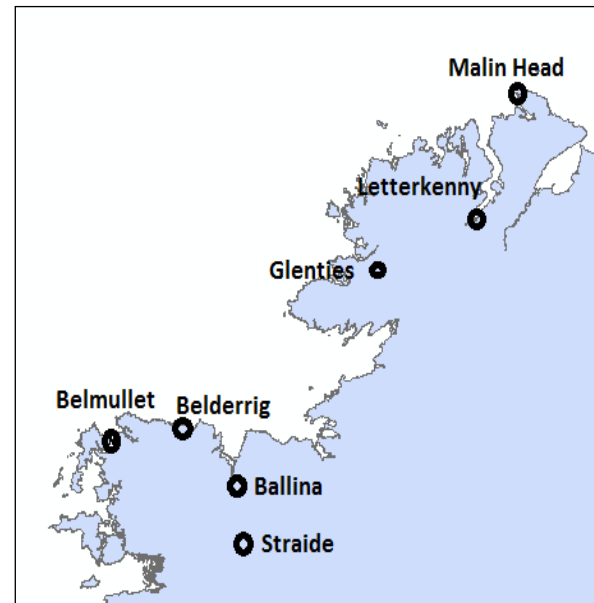 Malin Head
Letterkenny
Glenties
Belmullet
Belderrig
Ballina
Straide